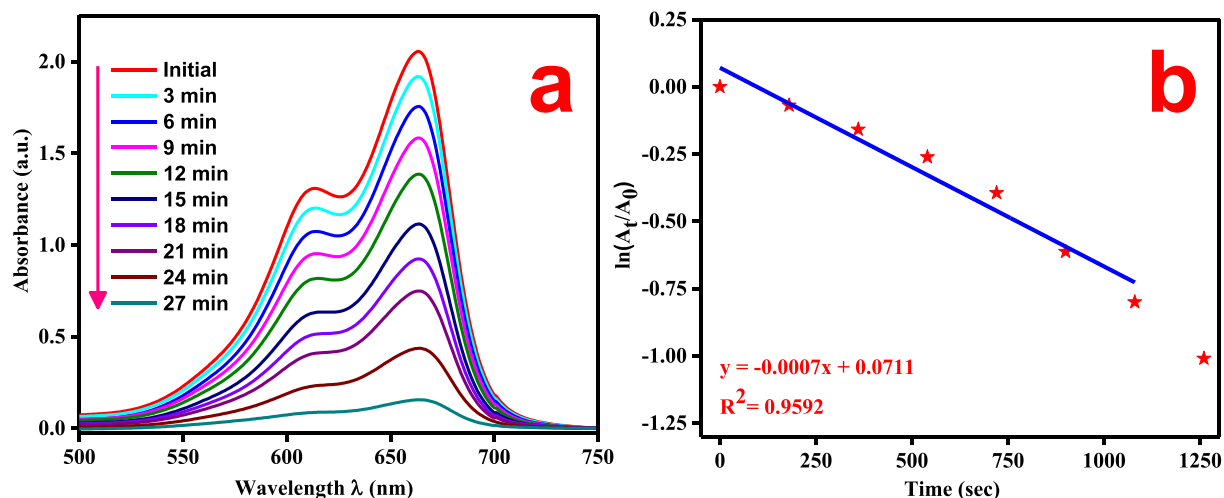 a
2.0
1.5
1.0
0.5
0.0
Absorbance (a.u.)
Initial
3 min
6 min
9 min
12 min
15 min
18 min
21 min
24 min
27 min
500 550 600 650 700 750
Wavelength λ (nm)
b
0.25
0.00
-0.25
-0.50
-0.75
-1.00
-1.25
ln(At/A0)
y = -0.0007x + 0.0711
R2= 0.9592
0 250 500 750 1000 1250
Time (sec)